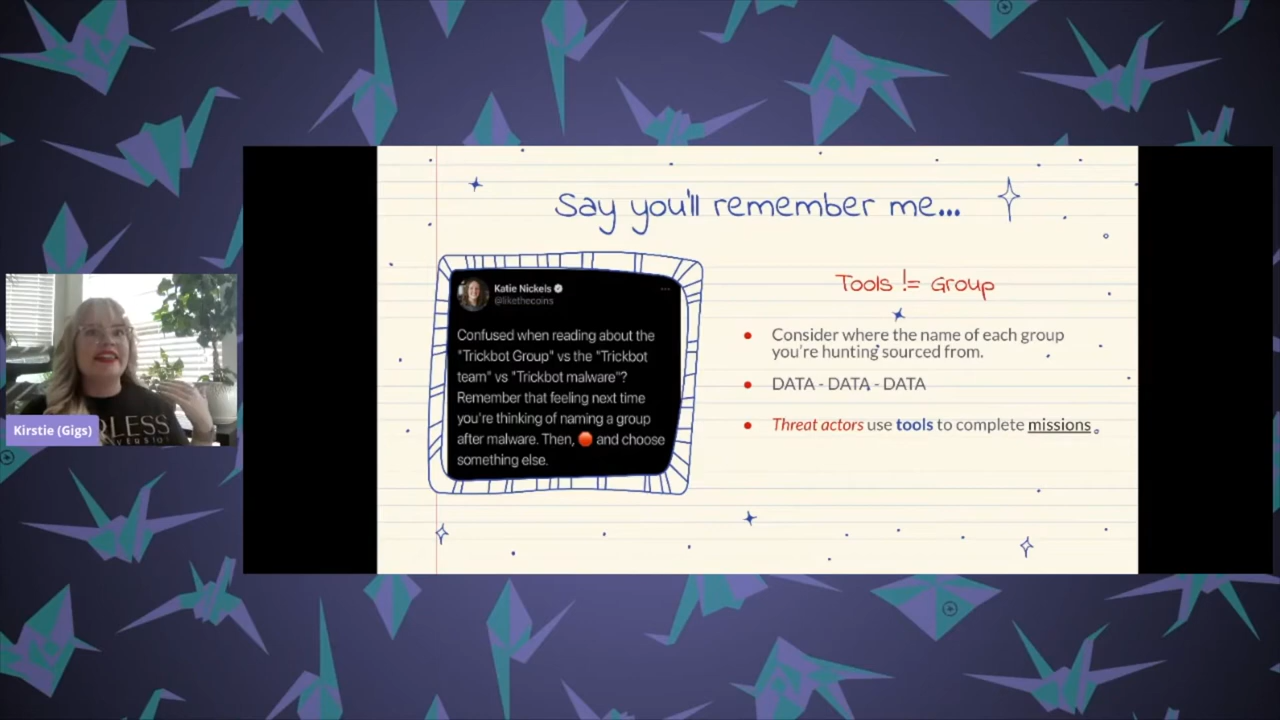 Say you'll remember me...
Katie Nickels
@likethecoins
Confused when reading about the
"Trickbot Group" vs the "Trickbot
team" vs "Trickbot malware"?
Remember that feeling next time
you're thinking of naming a group
after malware. Then, 🛑 and choose
something else.
Tools != Group
• Consider where the name of each group
you're hunting sourced from.
• DATA - DATA - DATA
• Threat actors use tools to complete missions
Kirstie (Gigs)